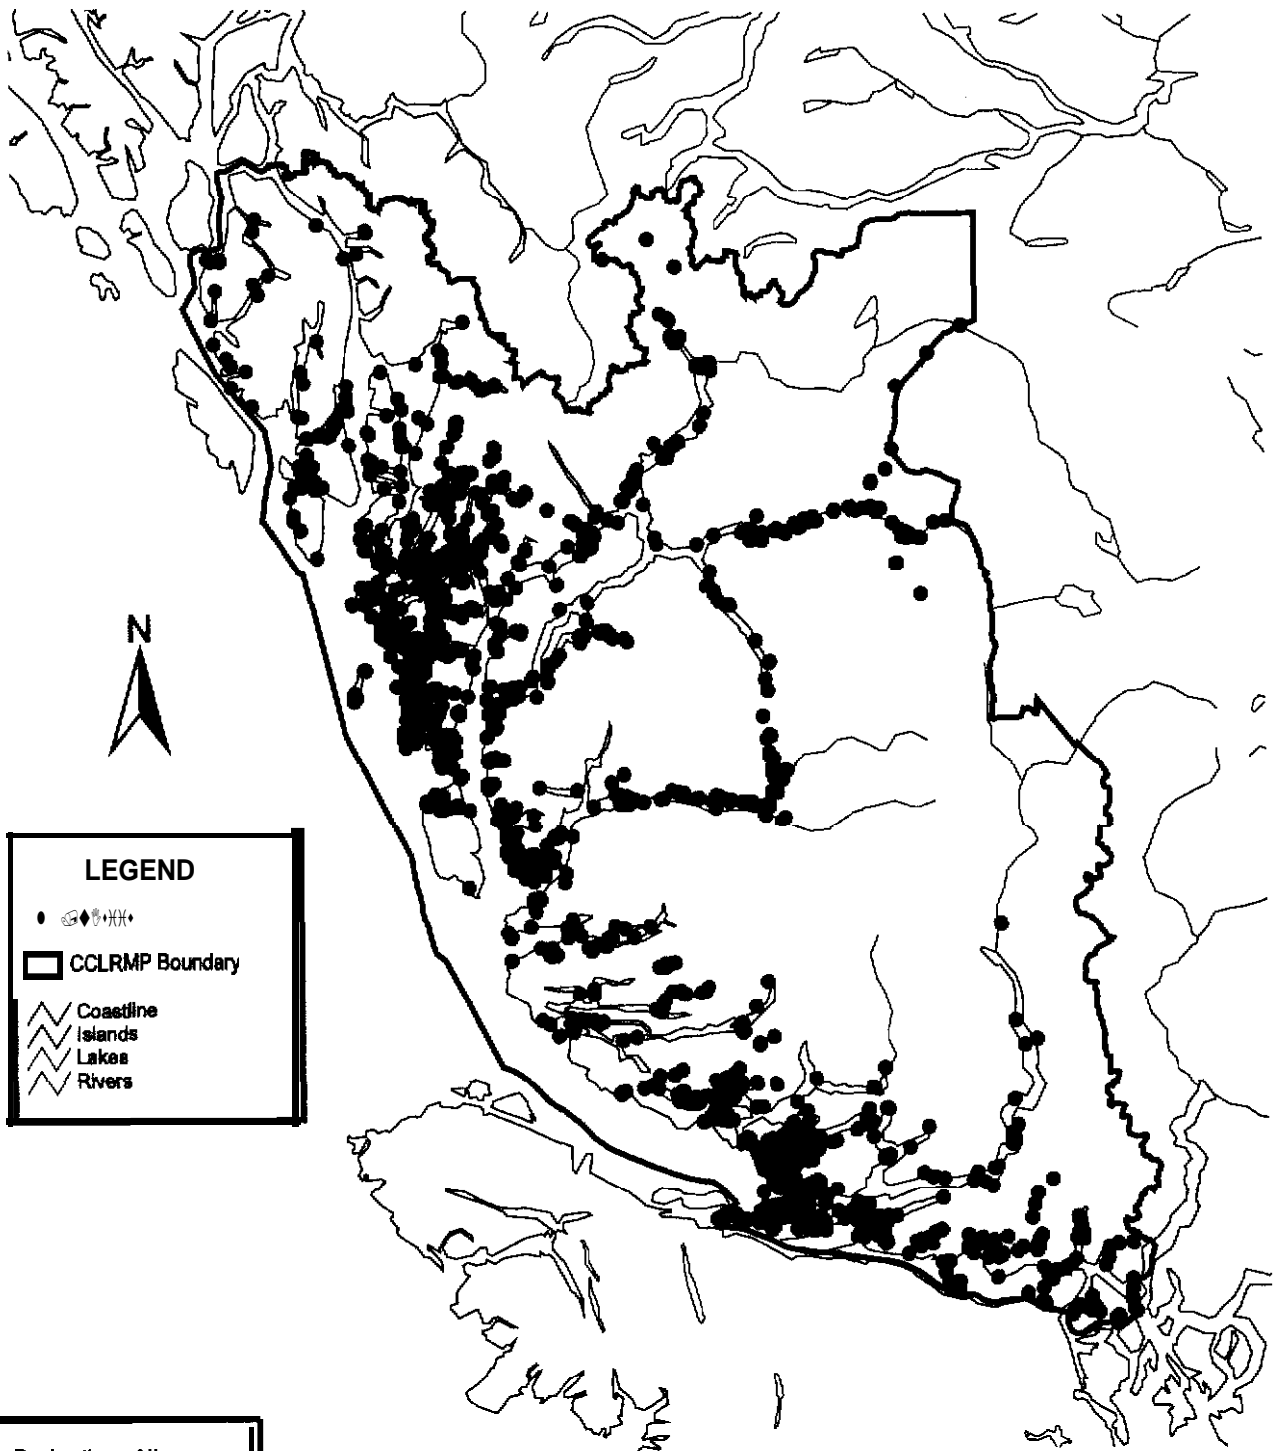 N
LEGEND
CCLRMP Boundary
Coastline
Islands
Lakes
Rivers